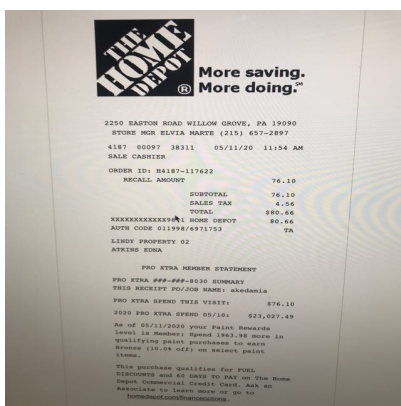 THE
HOME
DEPOT
®
More saving.
More doing.℠
2250 EASTON ROAD WILLOW GROVE, PA 19090
STORE MGR ELVIA MARTE (215) 657-2897
4187 00097 38311 05/11/20 11:54 AM
SALE CASHIER
ORDER ID: H4187-117622
RECALL AMOUNT 76.10
SUBTOTAL 76.10
SALES TAX 4.56
TOTAL $80.66
HOME DEPOT 80.66
AUTH CODE 011998/6971753 TA
LINDY PROPERTY 02
ATKINS EDNA
PRO XTRA MEMBER STATEMENT
PRO XTRA ###-###-8030 SUMMARY
THIS RECEIPT PO/JOB NAME: akedamia
PRO XTRA SPEND THIS VISIT: $76.10
2020 PRO XTRA SPEND 05/10: $23,027.49
As of 05/11/2020 your Paint Rewards
level is Member; Spend 1963.98 more in
qualifying paint purchases to earn
Bronze (10.0% off) on select paint
items.
This purchase qualifies for FUEL
DISCOUNTS and 60 DAYS TO PAY on The Home
Depot Commercial Credit Card. Ask an
Associate to learn more or go to